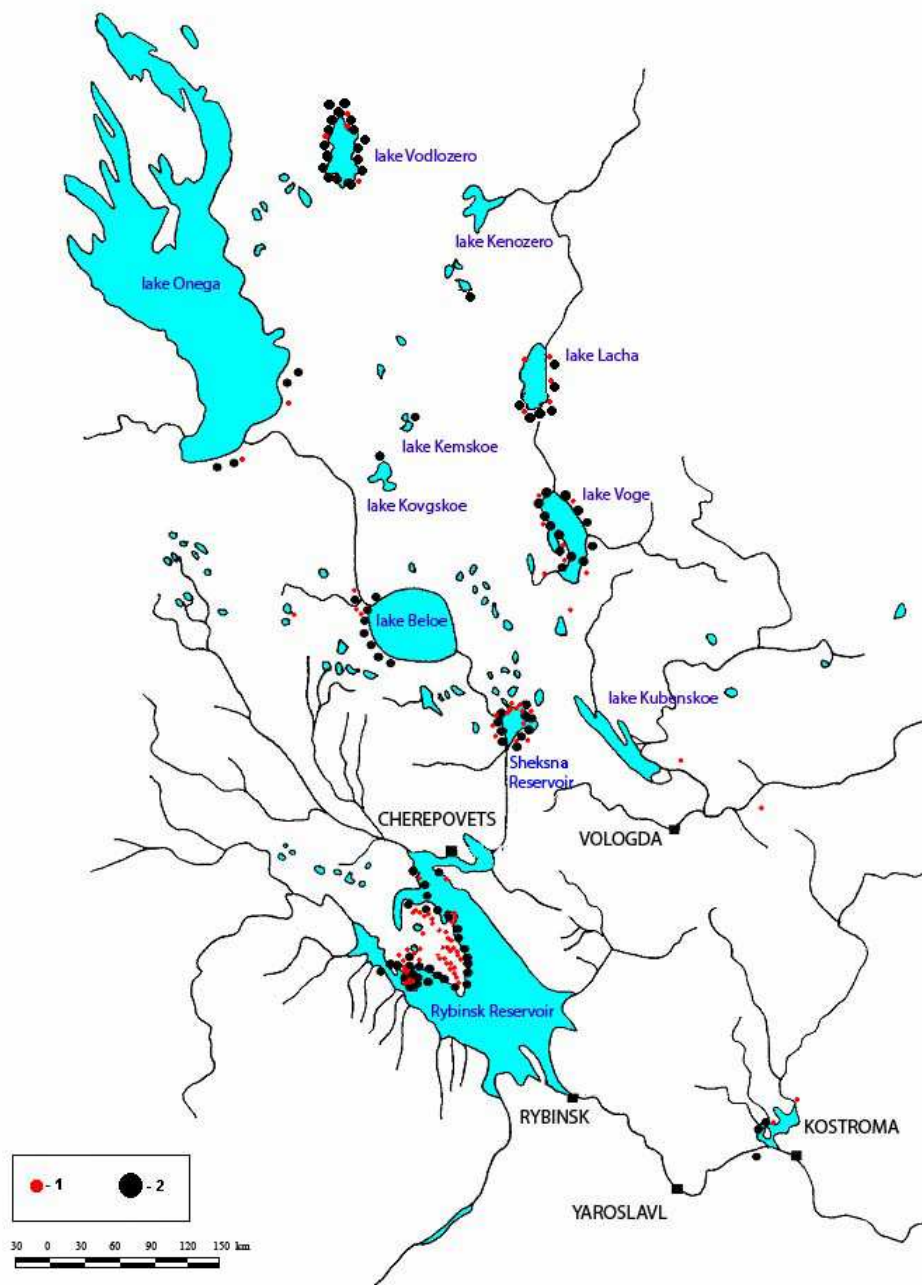 lake Vodlozero
lake Kenozero
lake Onega
lake Lacha
lake Kemskoe
lake Voge
lake Kovgskoe
lake Beloe
lake Kubenskoe
Sheksna
Reservoir
CHEREPOVETS
VOLOGDA
Rybinsk Reservoir
RYBINSK
KOSTROMA
YAROSLAVL
- 1
- 2
30 0 30 60 90 120 150 km